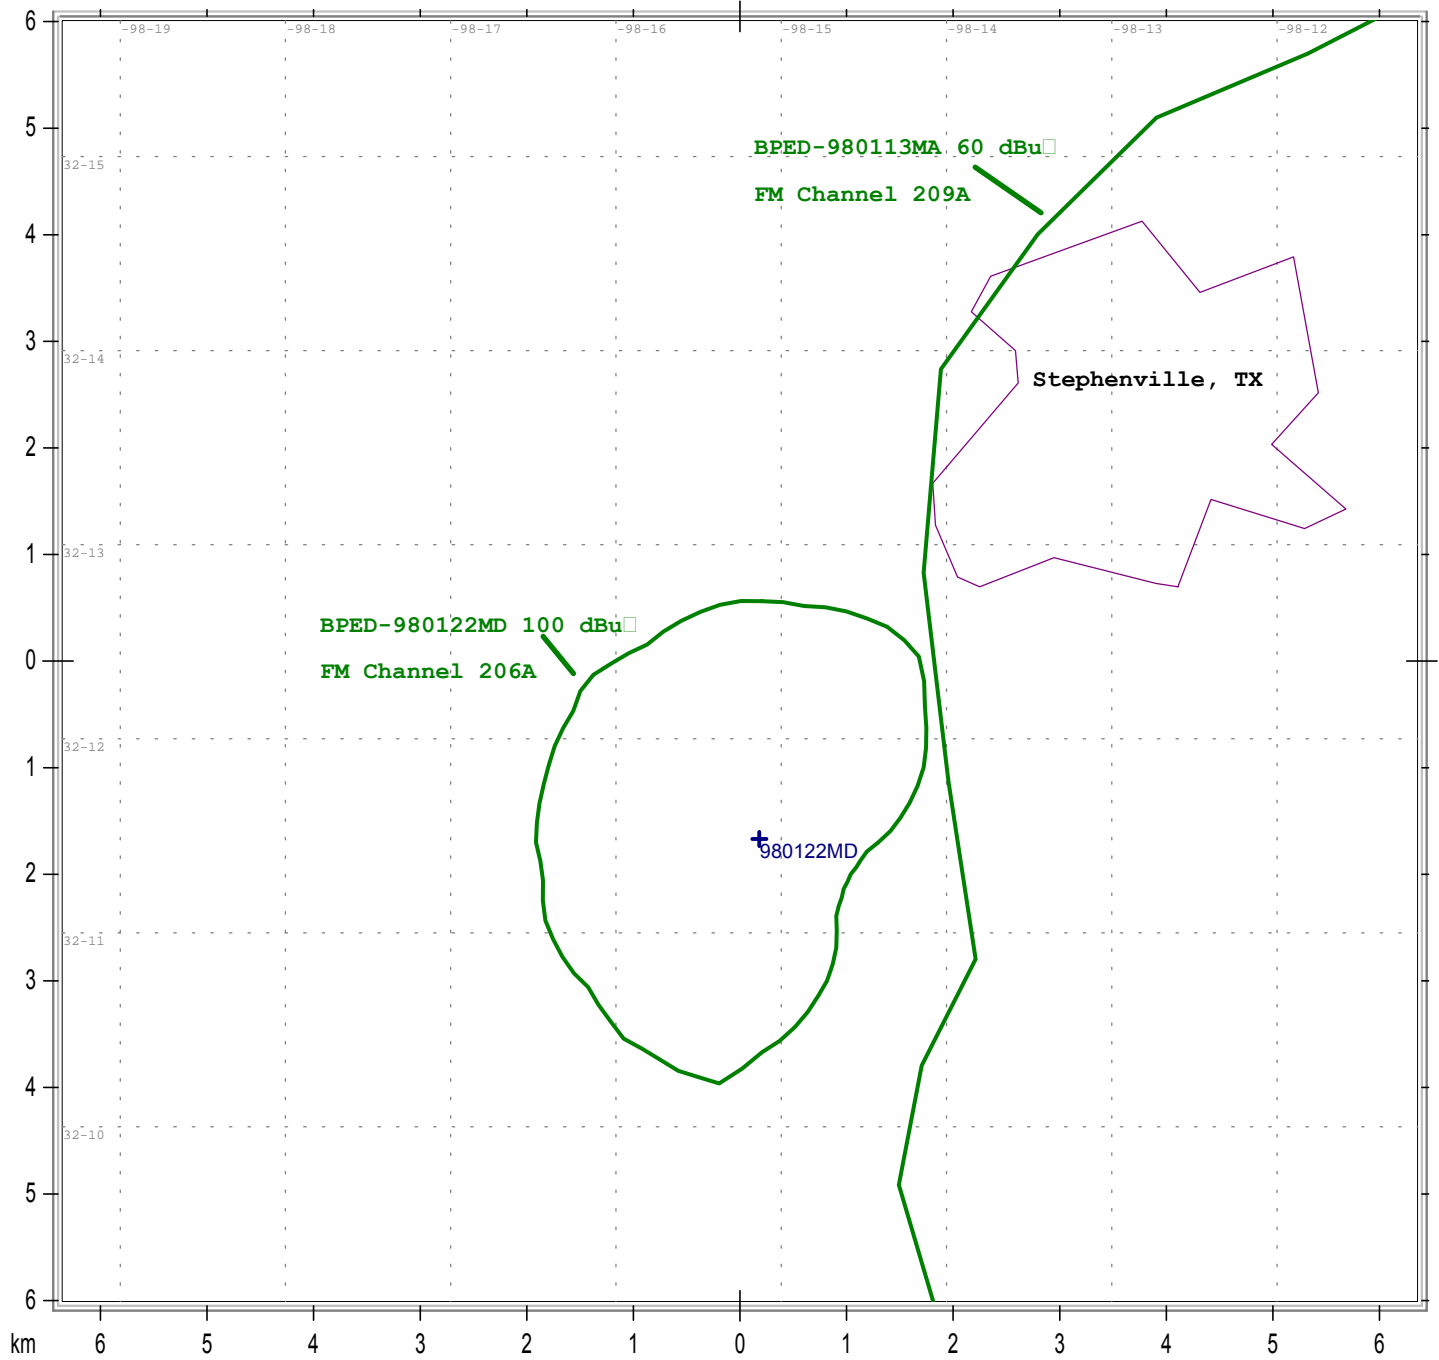 6
-98-19 -98-18 -98-17 -98-16 -98-15 -98-14 -98-13 -98-12
5
BPED-980113MA 60 dBu□
32-15
FM Channel 209A
4
3
32-14
Stephenville, TX
2
1
32-13
BPED-980122MD 100 dBu□
0
FM Channel 206A
32-12
1
980122MD
2
32-11
3
4
32-10
5
6
km 6 5 4 3 2 1 0 1 2 3 4 5 6